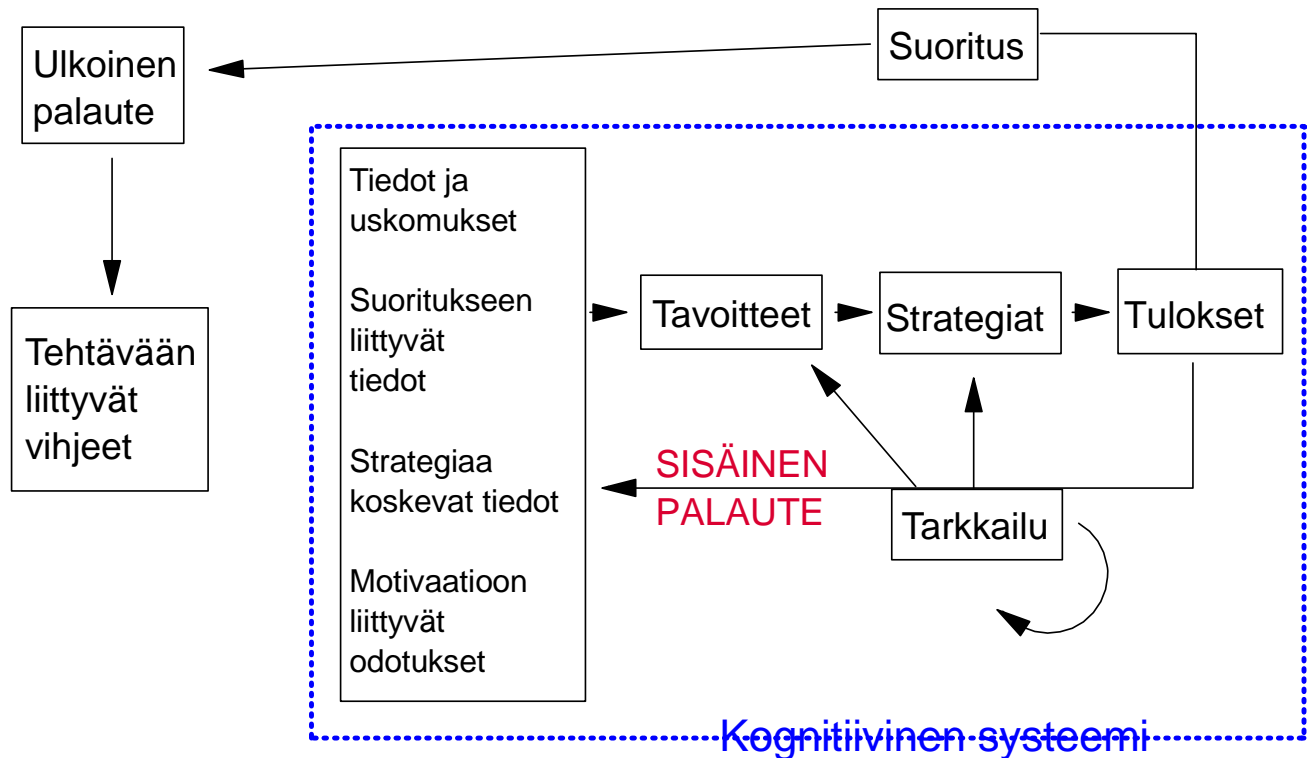 Ulkoinen
palaute
Suoritus
Tehtävään
liittyvät
vihjeet
Tiedot ja
uskomukset
Suoritukseen
liittyvät
tiedot
Strategiaa
koskevat tiedot
Motivaatioon
liittyvät
odotukset
Tavoitteet
Strategiat
Tulokset
SISÄINEN
PALAUTE
Tarkkailu
Kognitiivinen systeemi